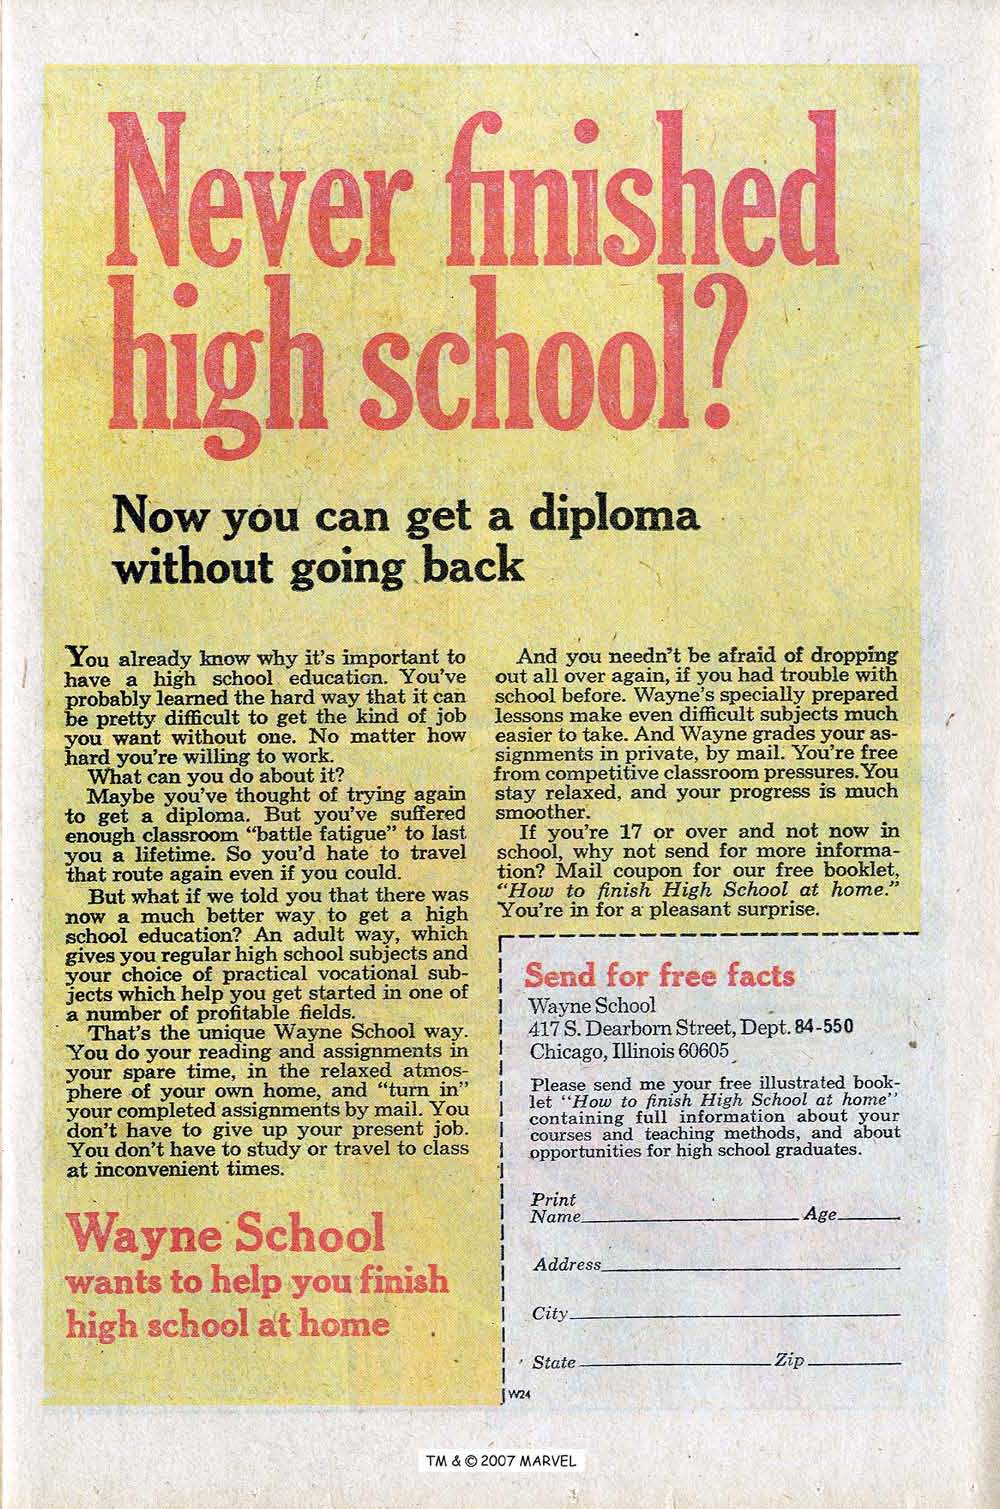 Never finished
high school?
Now you can get a diploma
without going back
You already know why it's important to
have a high school education. You've
probably learned the hard way that it can
be pretty difficult to get the kind of job
you want without one. No matter how
hard you're willing to work.
What can you do about it?
Maybe you've thought of trying again
to get a diploma. But you've suffered
enough classroom "battle fatigue" to last
you a lifetime. So you'd hate to travel
that route again even if you could.
But what if we told you that there was
now a much better way to get a high
school education? An adult way, which
gives you regular high school subjects and
your choice of practical vocational sub-
jects which help you get started in one of
a number of profitable fields.
That's the unique Wayne School way.
You do your reading and assignments in
your spare time, in the relaxed atmos-
phere of your own home, and "turn in"
your completed assignments by mail. You
don't have to give up your present job.
You don't have to study or travel to class
at inconvenient times.
Wayne School
wants to help you finish
high school at home
And you needn't be afraid of dropping
out all over again, if you had trouble with
school before. Wayne's specially prepared
lessons make even difficult subjects much
easier to take. And Wayne grades your as-
signments in private, by mail. You're free
from competitive classroom pressures. You
stay relaxed, and your progress is much
smoother.
If you're 17 or over and not now in
school, why not send for more informa-
tion? Mail coupon for our free booklet,
"How to finish High School at home."
You're in for a pleasant surprise.
Send for free facts
Wayne School
417 S. Dearborn Street, Dept. 84-550
Chicago, Illinois 60605
Please send me your free illustrated book-
let "How to finish High School at home"
containing full information about your
courses and teaching methods, and about
opportunities for high school graduates.
Print
Name Age
Address
City
State Zip
W24
TM & © 2007 MARVEL